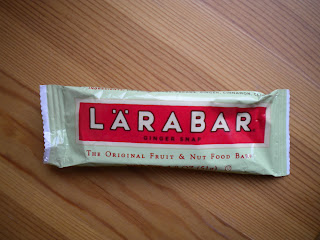 LÄRABAR
GINGER SNAP
THE ORIGINAL FRUIT & NUT FOOD BAR